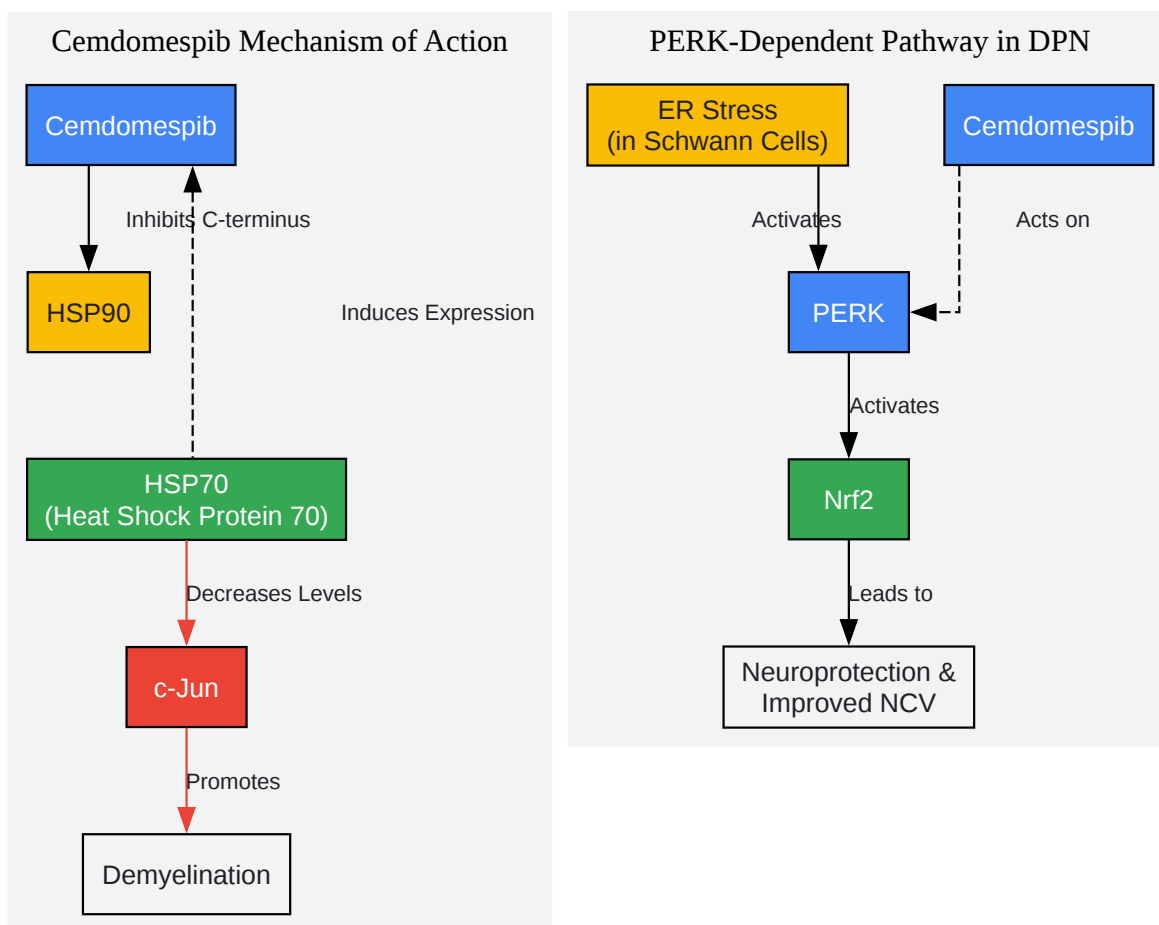 Cemdomespib Mechanism of Action
Cemdomespib
Inhibits C-terminus
HSP90
Induces Expression
HSP70
(Heat Shock Protein 70)
Decreases Levels
c-Jun
Promotes
Demyelination
PERK-Dependent Pathway in DPN
ER Stress
(in Schwann Cells)
Cemdomespib
Activates
Acts on
PERK
Activates
Nrf2
Leads to
Neuroprotection &
Improved NCV